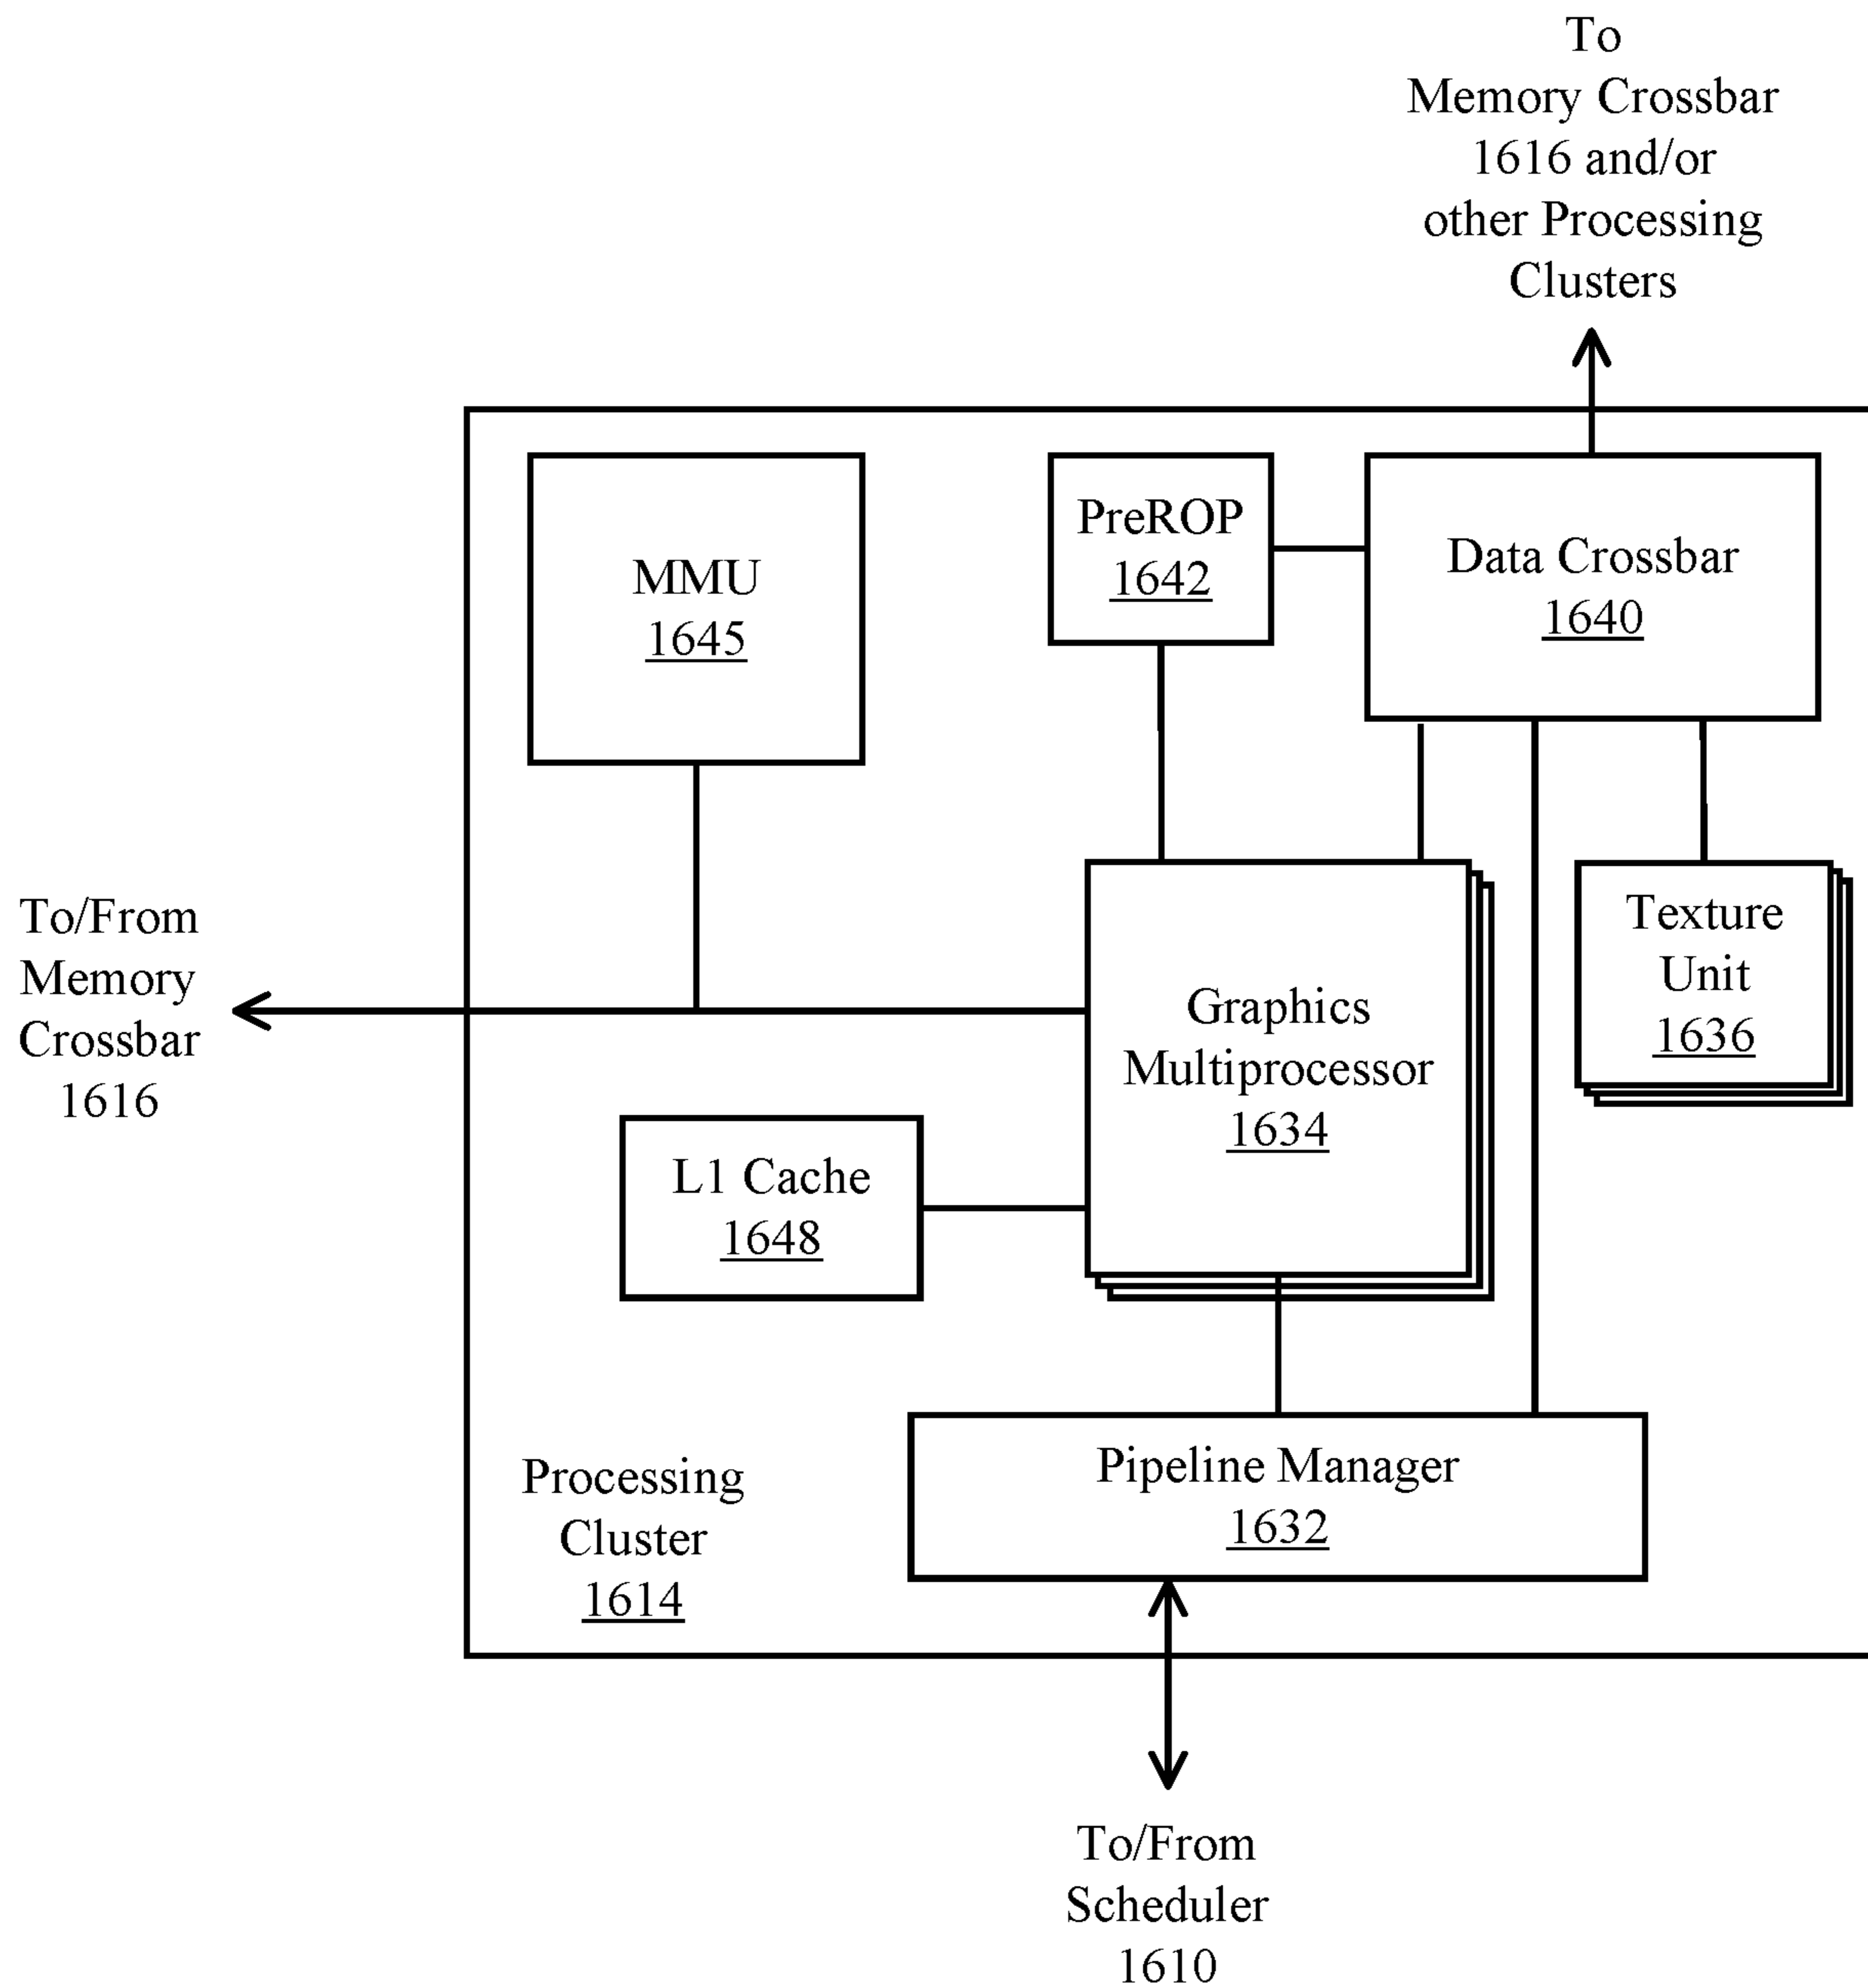 To
Memory Crossbar
1616 and/or
other Processing
Clusters
MMU
1645
PreROP
1642
Data Crossbar
1640
To/From
Memory
Crossbar
1616
Graphics
Multiprocessor
1634
Texture
Unit
1636
L1 Cache
1648
Processing
Cluster
1614
Pipeline Manager
1632
To/From
Scheduler
1610